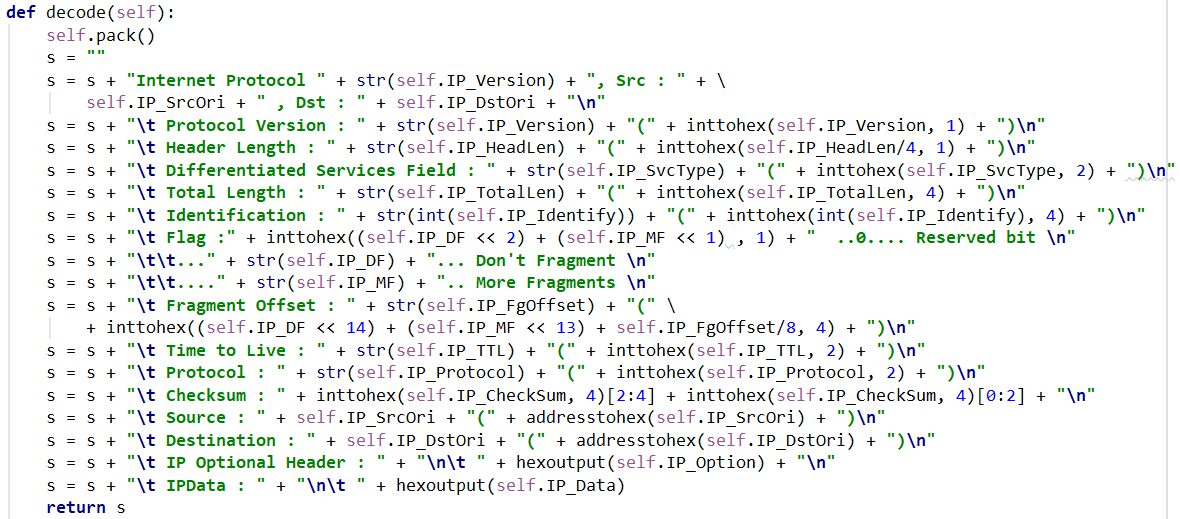 def decode(self):
    self.pack()
    s = ""
    s = s + "Internet Protocol " + str(self.IP_Version) + ", Src : " + \
        self.IP_SrcOri + " , Dst : " + self.IP_DstOri + "\n"
    s = s + "\t Protocol Version : " + str(self.IP_Version) + "(" + inttohex(self.IP_Version, 1) + ")\n"
    s = s + "\t Header Length : " + str(self.IP_HeadLen) + "(" + inttohex(self.IP_HeadLen/4, 1) + ")\n"
    s = s + "\t Differentiated Services Field : " + str(self.IP_SvcType) + "(" + inttohex(self.IP_SvcType, 2) + ")\n"
    s = s + "\t Total Length : " + str(self.IP_TotalLen) + "(" + inttohex(self.IP_TotalLen, 4) + ")\n"
    s = s + "\t Identification : " + str(int(self.IP_Identify)) + "(" + inttohex(int(self.IP_Identify), 4) + ")\n"
    s = s + "\t Flag :" + inttohex((self.IP_DF << 2) + (self.IP_MF << 1) , 1) + "  ..0.... Reserved bit \n"
    s = s + "\t\t..." + str(self.IP_DF) + "... Don't Fragment \n"
    s = s + "\t\t...." + str(self.IP_MF) + ".. More Fragments \n"
    s = s + "\t Fragment Offset : " + str(self.IP_FgOffset) + "(" \
        + inttohex((self.IP_DF << 14) + (self.IP_MF << 13) + self.IP_FgOffset/8, 4) + ")\n"
    s = s + "\t Time to Live : " + str(self.IP_TTL) + "(" + inttohex(self.IP_TTL, 2) + ")\n"
    s = s + "\t Protocol : " + str(self.IP_Protocol) + "(" + inttohex(self.IP_Protocol, 2) + ")\n"
    s = s + "\t Checksum : " + inttohex(self.IP_CheckSum, 4)[2:4] + inttohex(self.IP_CheckSum, 4)[0:2] + "\n"
    s = s + "\t Source : " + self.IP_SrcOri + "(" + addresstohex(self.IP_SrcOri) + ")\n"
    s = s + "\t Destination : " + self.IP_DstOri + "(" + addresstohex(self.IP_DstOri) + ")\n"
    s = s + "\t IP Optional Header : " + "\n\t " + hexoutput(self.IP_Option) + "\n"
    s = s + "\t IPData : " + "\n\t " + hexoutput(self.IP_Data)
    return s